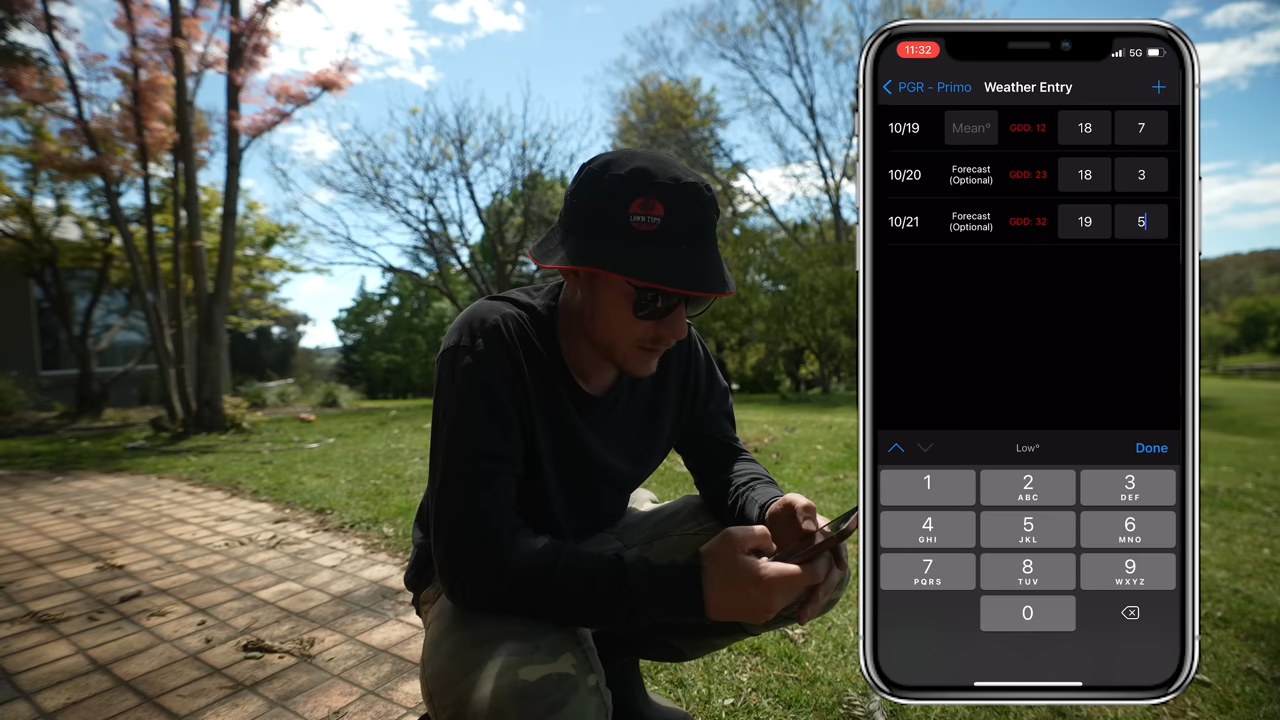 LAWN TIPS
11:32
5G
PGR - Primo
Weather Entry
+
10/19 Mean° GDD: 12 18 7
10/20 Forecast (Optional) GDD: 23 18 3
10/21 Forecast (Optional) GDD: 32 19 5
Low°
Done
1 2 3
ABC DEF
4 5 6
GHI JKL MNO
7 8 9
PQRS TUV WXYZ
0